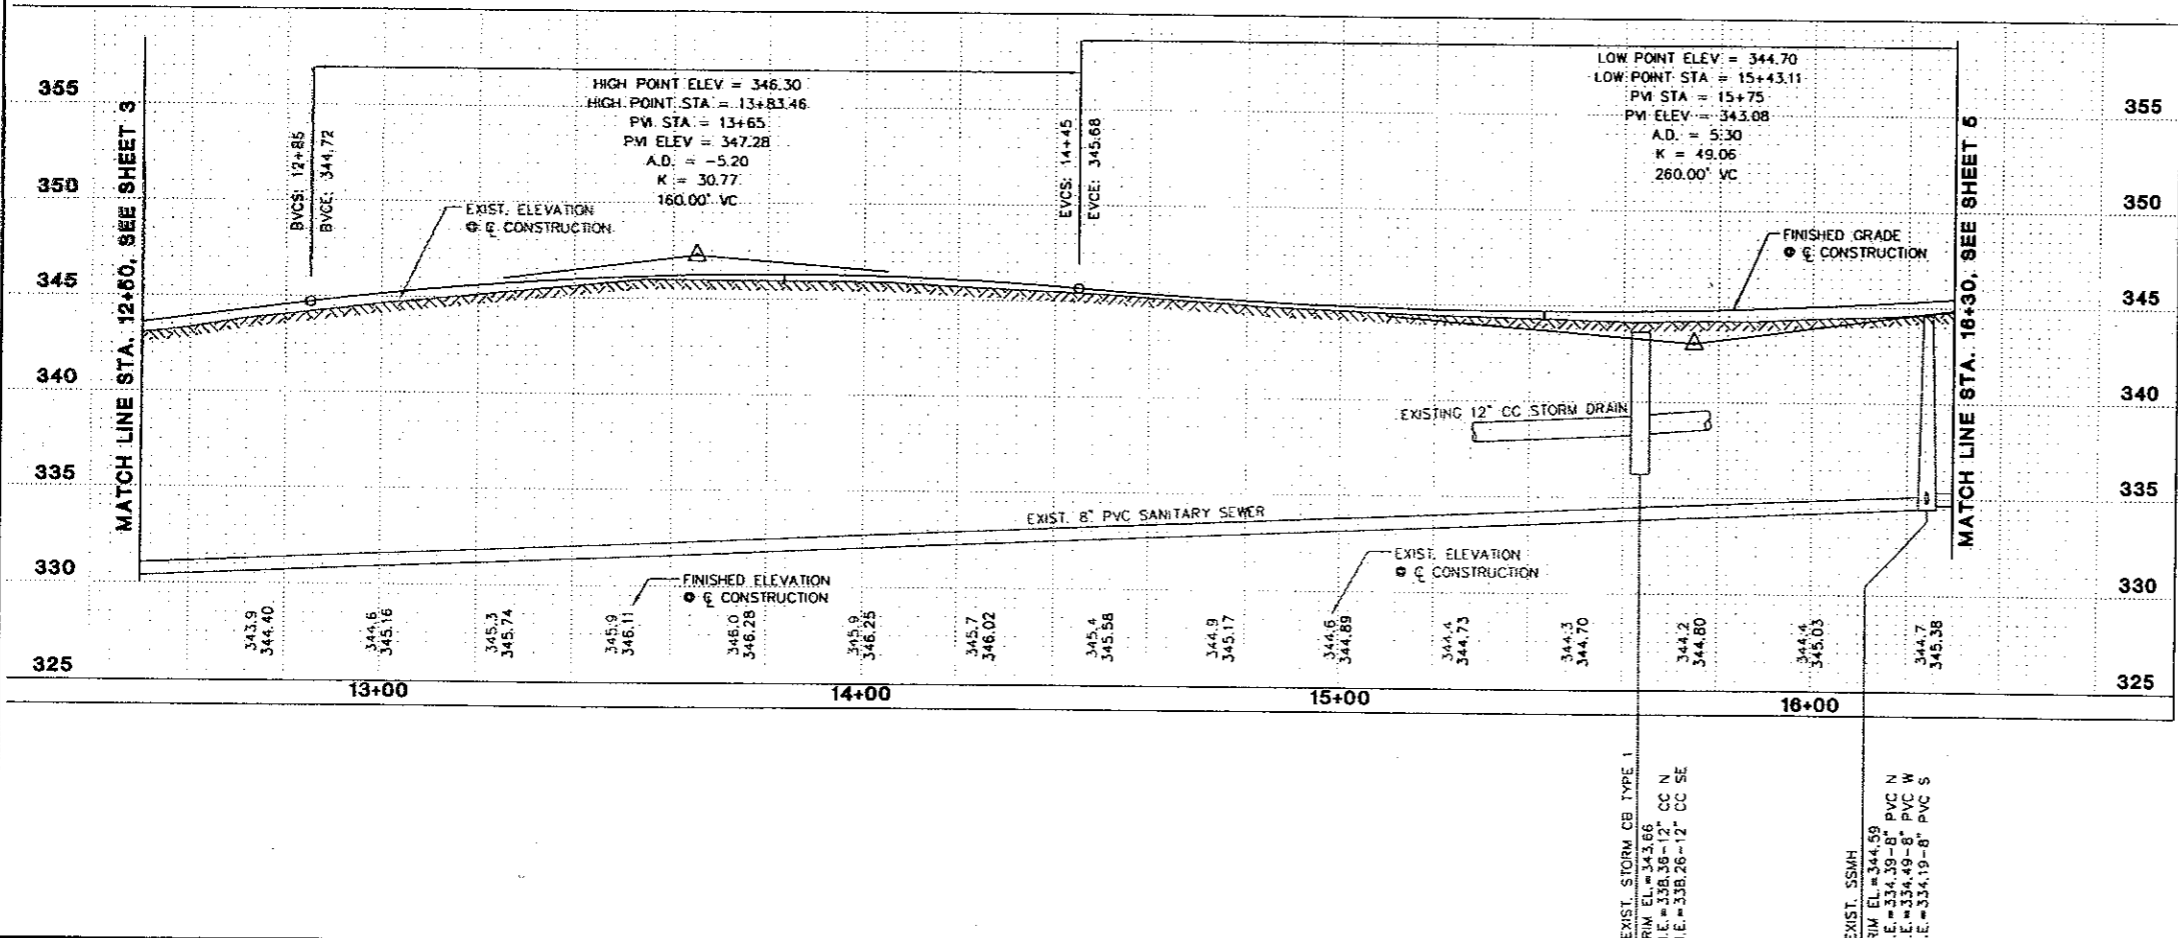 355
350
345
340
335
330
325
MATCH LINE STA. 12+50, SEE SHEET 3
BVCS: 12+85
BVCE: 344.72
HIGH POINT ELEV = 346.30
HIGH POINT STA = 13+83.46
PVI STA = 13+65
PVI ELEV = 347.28
A.D. = -5.20
K = 30.77
160.00' VC
EXIST. ELEVATION
@ ℄ CONSTRUCTION
EVCS: 14+45
EVCE: 345.68
LOW POINT ELEV = 344.70
LOW POINT STA = 15+43.11
PVI STA = 15+75
PVI ELEV = 343.08
A.D. = 5.30
K = 49.06
260.00' VC
FINISHED GRADE
@ ℄ CONSTRUCTION
MATCH LINE STA. 16+30, SEE SHEET 5
355
350
345
340
335
330
325
EXISTING 12" CC STORM DRAIN
EXIST. 8" PVC SANITARY SEWER
FINISHED ELEVATION
@ ℄ CONSTRUCTION
EXIST. ELEVATION
@ ℄ CONSTRUCTION
343.9
344.40
344.6
345.16
345.3
345.74
345.9
346.11
346.0
346.28
345.9
346.25
345.7
346.02
345.4
345.58
344.9
345.17
344.6
344.89
344.4
344.73
344.3
344.70
344.2
344.80
344.4
345.03
344.7
345.38
13+00
14+00
15+00
16+00
EXIST. STORM CB TYPE 1
RIM EL.=343.66
I.E.=338.36-12" CC N
I.E.=338.26-12" CC SE
EXIST. SSMH
RIM EL.=344.59
I.E.=334.39-8" PVC N
I.E.=334.49-8" PVC W
I.E.=334.19-8" PVC S